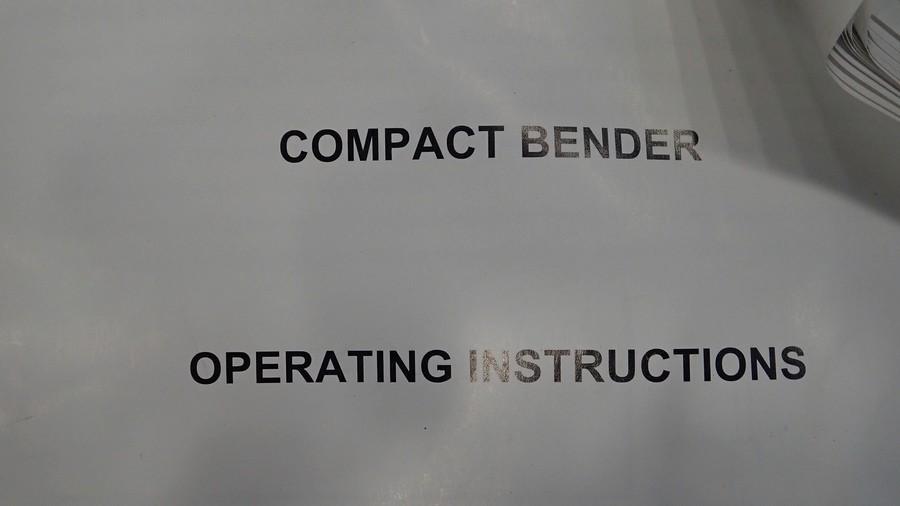 COMPACT BENDER
OPERATING INSTRUCTIONS